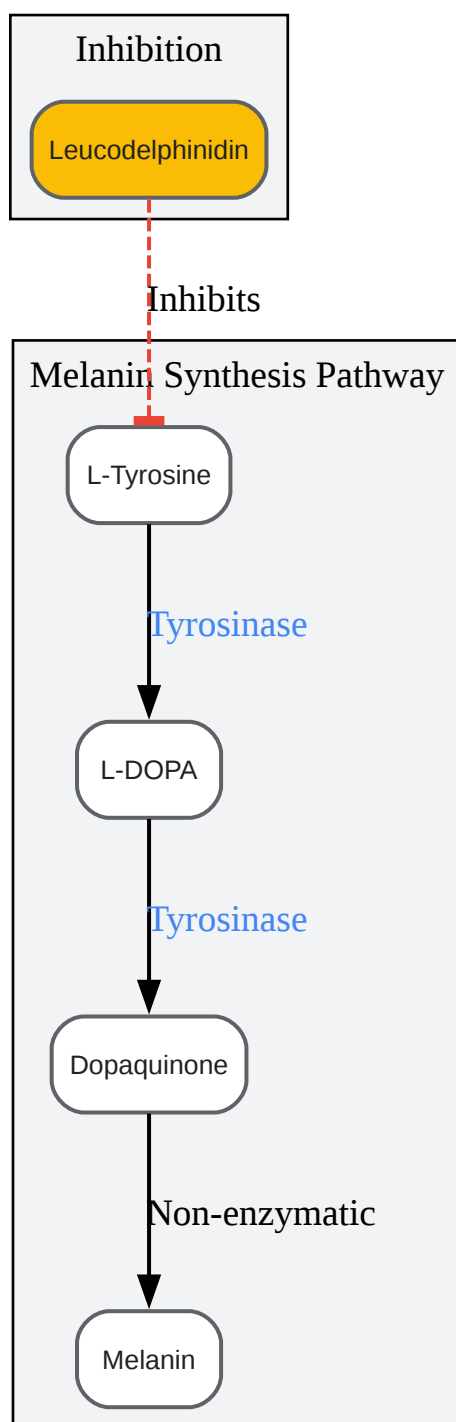 Inhibition
Leucodelphinidin
Inhibits
Melanin Synthesis Pathway
L-Tyrosine
Tyrosinase
L-DOPA
Tyrosinase
Dopaquinone
Non-enzymatic
Melanin